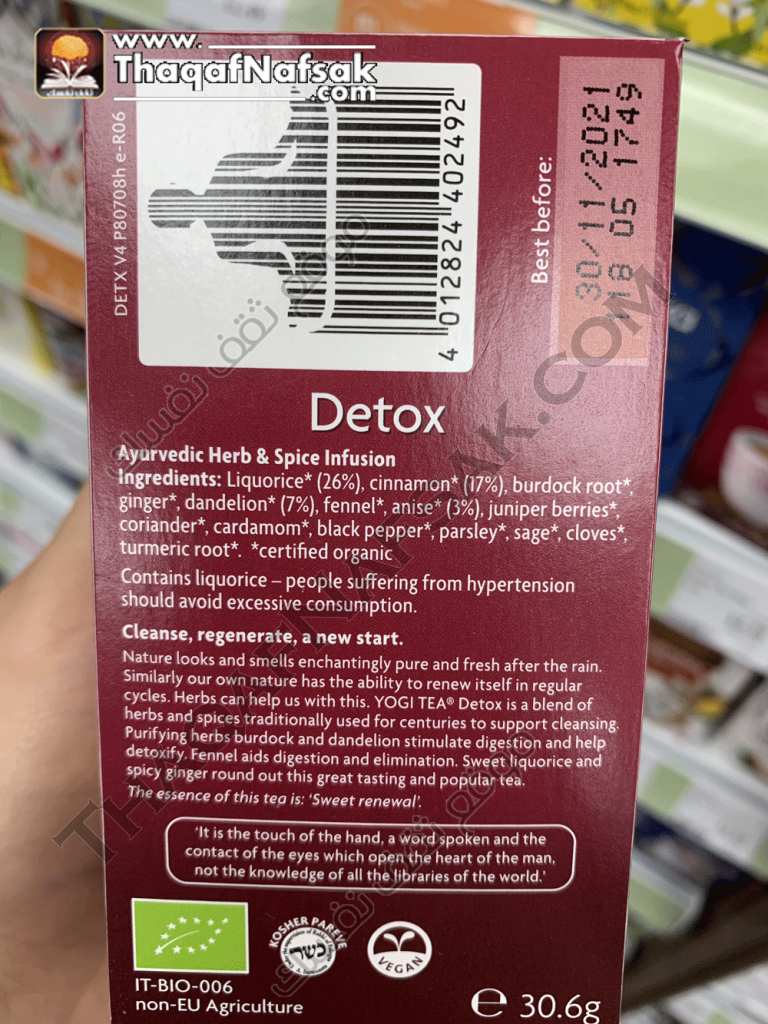 www.
ThaqafNafsak
.com
DETX V4 P80708h e-R06
4 012824 402492
Best before:
30/11/2021
118 05 1749
Detox
Ayurvedic Herb & Spice Infusion
Ingredients: Liquorice* (26%), cinnamon* (17%), burdock root*,
ginger*, dandelion* (7%), fennel*, anise* (3%), juniper berries*,
coriander*, cardamom*, black pepper*, parsley*, sage*, cloves*,
turmeric root*. *certified organic
Contains liquorice – people suffering from hypertension
should avoid excessive consumption.
Cleanse, regenerate, a new start.
Nature looks and smells enchantingly pure and fresh after the rain.
Similarly our own nature has the ability to renew itself in regular
cycles. Herbs can help us with this. YOGI TEA® Detox is a blend of
herbs and spices traditionally used for centuries to support cleansing.
Purifying herbs burdock and dandelion stimulate digestion and help
detoxify. Fennel aids digestion and elimination. Sweet liquorice and
spicy ginger round out this great tasting and popular tea.
The essence of this tea is: ‘Sweet renewal’.
‘It is the touch of the hand, a word spoken and the
contact of the eyes which open the heart of the man,
not the knowledge of all the libraries of the world.’
KOSHER PAREVE
כשר
VEGAN
IT-BIO-006
non-EU Agriculture
e 30.6g
THAQAFNAFSAK.COM
موقع ثقف نفسك
موقع ثقف نفسك